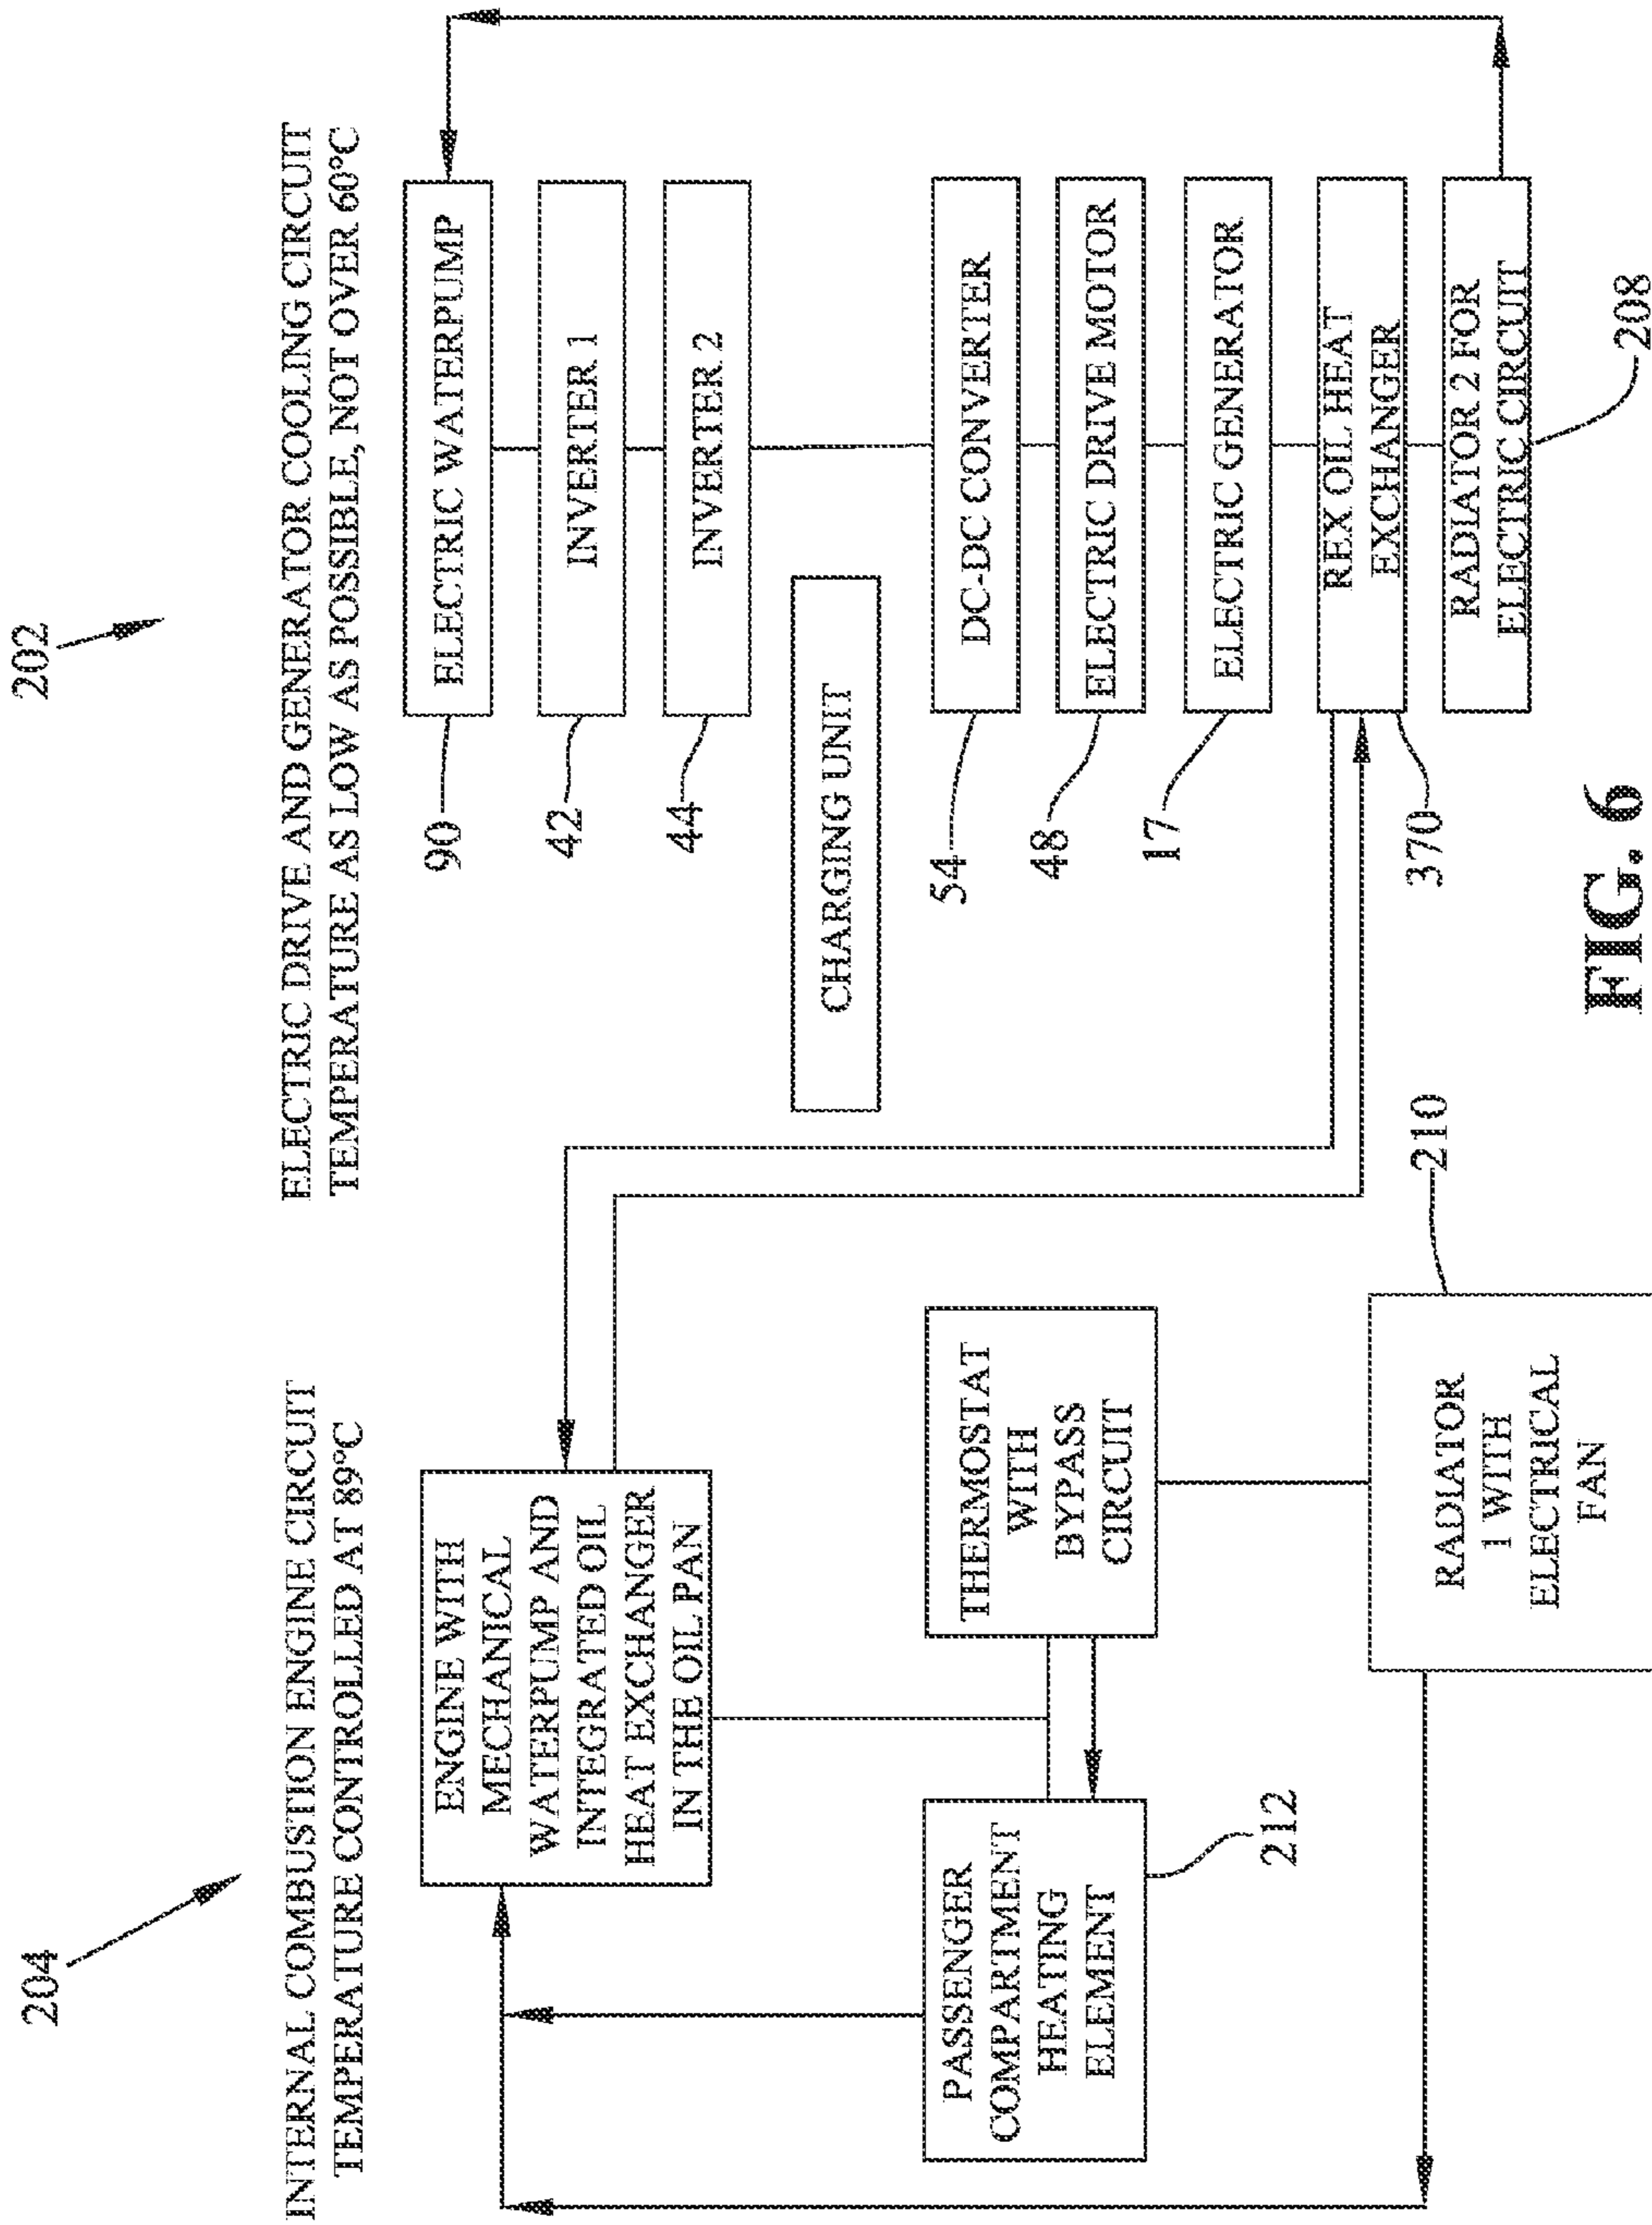 204
INTERNAL COMBUSTION ENGINE CIRCUIT
TEMPERATURE CONTROLLED AT 89°C
ENGINE WITH
MECHANICAL
WATERPUMP AND
INTEGRATED OIL
HEAT EXCHANGER
IN THE OIL PAN
PASSENGER
COMPARTMENT
HEATING
ELEMENT
212
THERMOSTAT
WITH
BYPASS
CIRCUIT
RADIATOR
1 WITH
ELECTRICAL
FAN
210
202
ELECTRIC DRIVE AND GENERATOR COOLING CIRCUIT
TEMPERATURE AS LOW AS POSSIBLE, NOT OVER 60°C
90
ELECTRIC WATERPUMP
42
INVERTER 1
44
INVERTER 2
CHARGING UNIT
54
DC-DC CONVERTER
48
ELECTRIC DRIVE MOTOR
17
ELECTRIC GENERATOR
370
REX OIL HEAT
EXCHANGER
RADIATOR 2 FOR
ELECTRIC CIRCUIT
208
FIG. 6